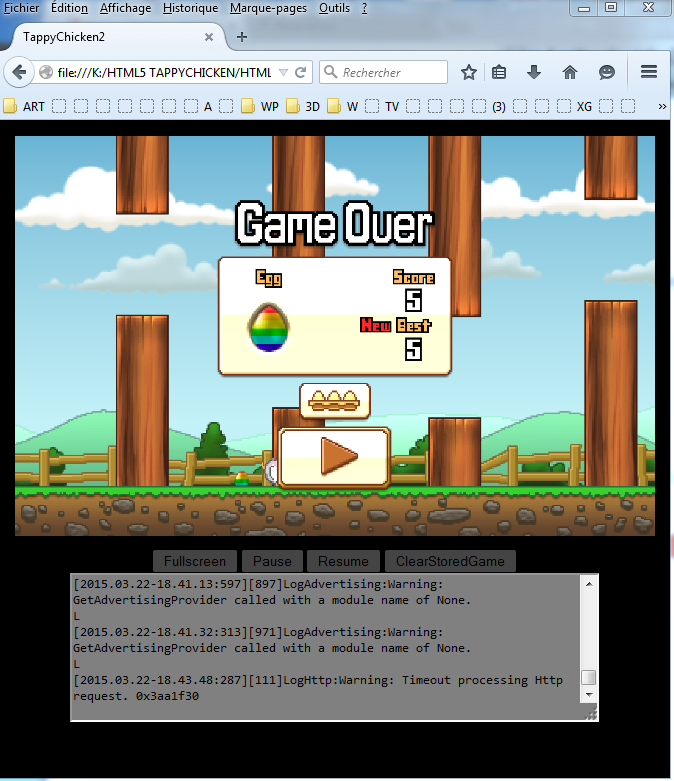 Fichier Édition Affichage Historique Marque-pages Outils ?
TappyChicken2
file:///K:/HTML5 TAPPYCHICKEN/HTML
Rechercher
ART A WP 3D W TV (3) XG »
Game Over
Egg Score
5
New Best
5
Fullscreen Pause Resume ClearStoredGame
[2015.03.22-18.41.13:597][897]LogAdvertising:Warning:
GetAdvertisingProvider called with a module name of None.
L
[2015.03.22-18.41.32:313][971]LogAdvertising:Warning:
GetAdvertisingProvider called with a module name of None.
L
[2015.03.22-18.43.48:287][111]LogHttp:Warning: Timeout processing Http
request. 0x3aa1f30